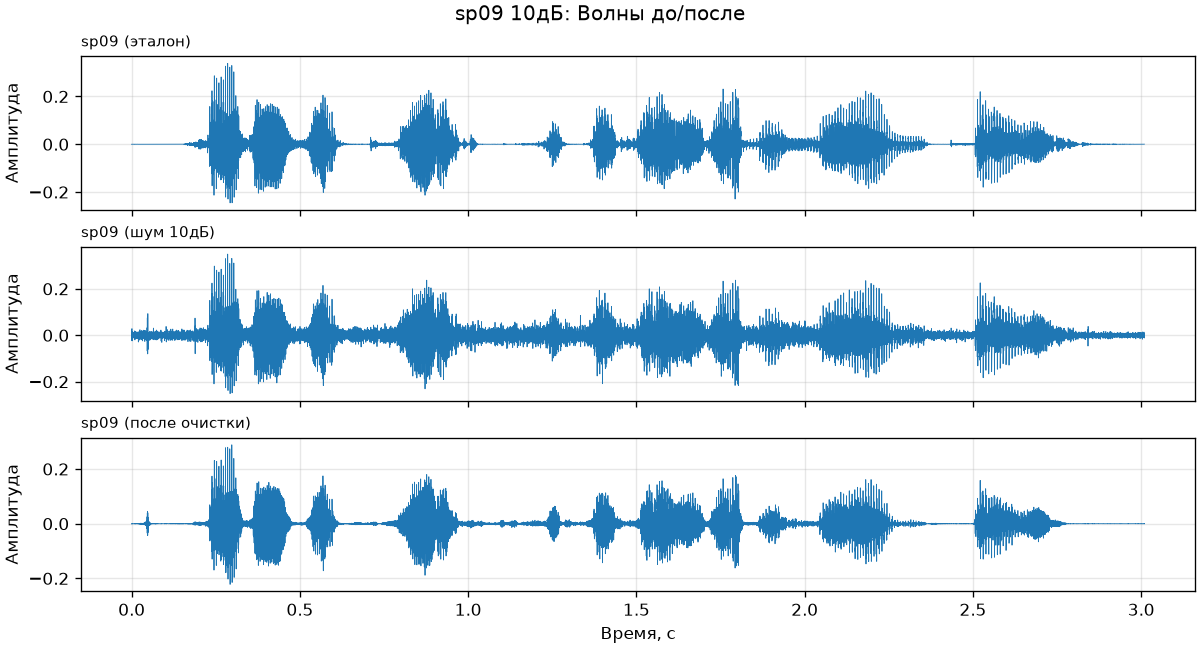 sp09 10дБ: Волны до/после
sp09 (эталон)
Амплитуда
0.2
0.0
−0.2
sp09 (шум 10дБ)
Амплитуда
0.2
0.0
−0.2
sp09 (после очистки)
Амплитуда
0.2
0.0
−0.2
0.0 0.5 1.0 1.5 2.0 2.5 3.0
Время, с